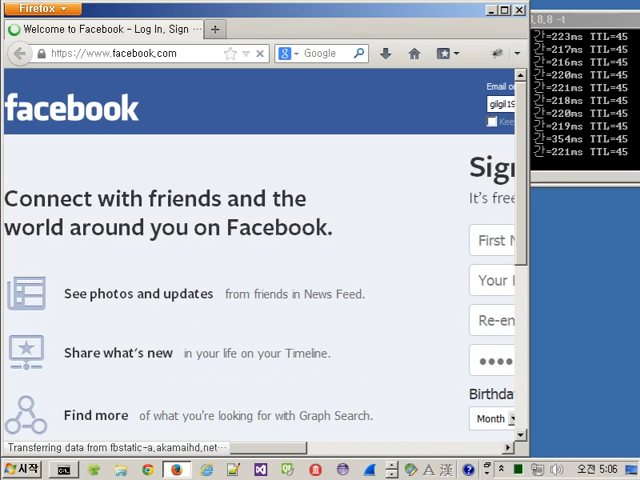 Firefox
Welcome to Facebook - Log In, Sign
https://www.facebook.com
Google
facebook
Email or
gilgil19
Kee
Connect with friends and the
world around you on Facebook.
See photos and updates from friends in News Feed.
Share what's new in your life on your Timeline.
Find more of what you're looking for with Graph Search.
Sign
It's free
First N
Your E
Re-en
Birthda
Month
Transferring data from fbstatic-a.akamaihd.net...
8.8 -t
간=223ms TTL=45
간=217ms TTL=45
간=216ms TTL=45
간=220ms TTL=45
간=221ms TTL=45
간=218ms TTL=45
간=220ms TTL=45
간=219ms TTL=45
간=354ms TTL=45
간=221ms TTL=45
시작
A 漢
오전 5:06